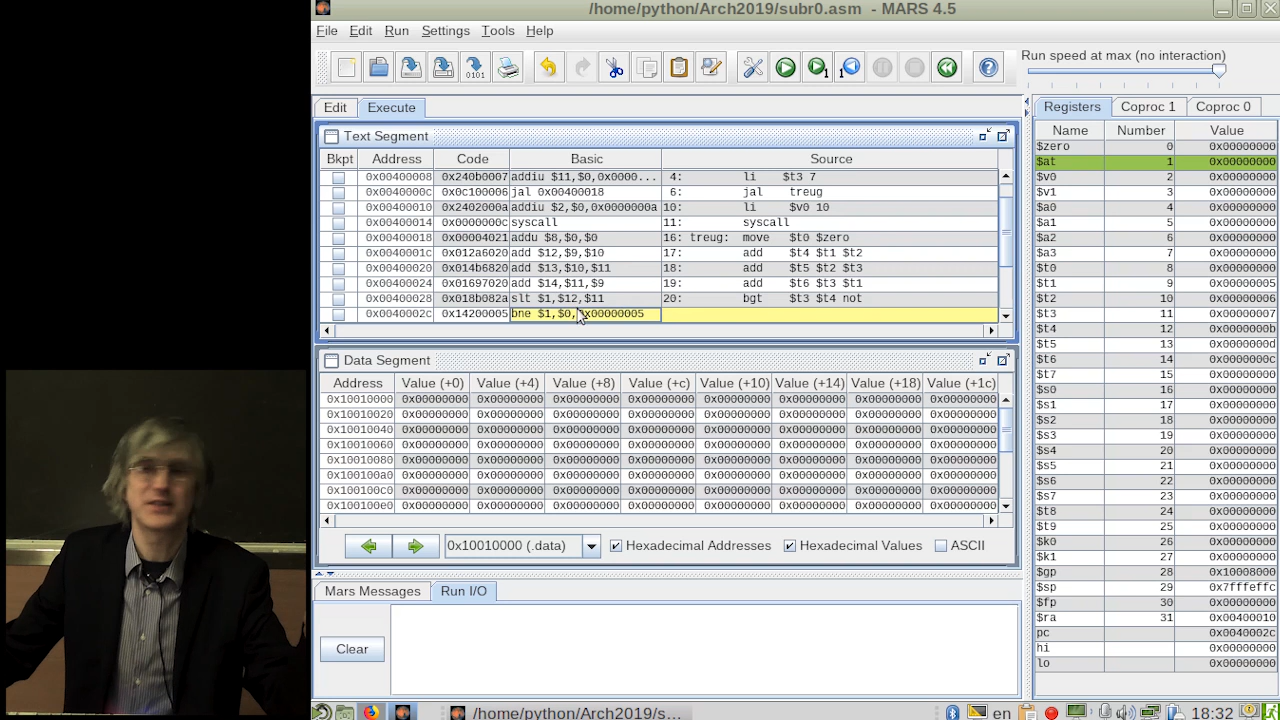 /home/python/Arch2019/subr0.asm - MARS 4.5
File Edit Run Settings Tools Help
Run speed at max (no interaction)
Edit Execute
Registers Coproc 1 Coproc 0
Text Segment
Bkpt Address Code Basic Source
0x00400008 0x240b0007 addiu $11,$0,0x0000... 4: li $t3 7
0x0040000c 0x0c100006 jal 0x00400018 6: jal treug
0x00400010 0x2402000a addiu $2,$0,0x0000000a 10: li $v0 10
0x00400014 0x0000000c syscall 11: syscall
0x00400018 0x00004021 addu $8,$0,$0 16: treug: move $t0 $zero
0x0040001c 0x012a6020 add $12,$9,$10 17: add $t4 $t1 $t2
0x00400020 0x014b6820 add $13,$10,$11 18: add $t5 $t2 $t3
0x00400024 0x01697020 add $14,$11,$9 19: add $t6 $t3 $t1
0x00400028 0x018b082a slt $1,$12,$11 20: bgt $t3 $t4 not
0x0040002c 0x14200005 bne $1,$0,0x00000005
Data Segment
Address Value (+0) Value (+4) Value (+8) Value (+c) Value (+10) Value (+14) Value (+18) Value (+1c)
0x10010000 0x00000000 0x00000000 0x00000000 0x00000000 0x00000000 0x00000000 0x00000000 0x00000000
0x10010020 0x00000000 0x00000000 0x00000000 0x00000000 0x00000000 0x00000000 0x00000000 0x00000000
0x10010040 0x00000000 0x00000000 0x00000000 0x00000000 0x00000000 0x00000000 0x00000000 0x00000000
0x10010060 0x00000000 0x00000000 0x00000000 0x00000000 0x00000000 0x00000000 0x00000000 0x00000000
0x10010080 0x00000000 0x00000000 0x00000000 0x00000000 0x00000000 0x00000000 0x00000000 0x00000000
0x100100a0 0x00000000 0x00000000 0x00000000 0x00000000 0x00000000 0x00000000 0x00000000 0x00000000
0x100100c0 0x00000000 0x00000000 0x00000000 0x00000000 0x00000000 0x00000000 0x00000000 0x00000000
0x100100e0 0x00000000 0x00000000 0x00000000 0x00000000 0x00000000 0x00000000 0x00000000 0x00000000
0x10010000 (.data) Hexadecimal Addresses Hexadecimal Values ASCII
Mars Messages Run I/O
Clear
Name Number Value
$zero 0 0x00000000
$at 1 0x00000000
$v0 2 0x00000000
$v1 3 0x00000000
$a0 4 0x00000000
$a1 5 0x00000000
$a2 6 0x00000000
$a3 7 0x00000000
$t0 8 0x00000000
$t1 9 0x00000005
$t2 10 0x00000006
$t3 11 0x00000007
$t4 12 0x0000000b
$t5 13 0x0000000d
$t6 14 0x0000000c
$t7 15 0x00000000
$s0 16 0x00000000
$s1 17 0x00000000
$s2 18 0x00000000
$s3 19 0x00000000
$s4 20 0x00000000
$s5 21 0x00000000
$s6 22 0x00000000
$s7 23 0x00000000
$t8 24 0x00000000
$t9 25 0x00000000
$k0 26 0x00000000
$k1 27 0x00000000
$gp 28 0x10008000
$sp 29 0x7fffeffc
$fp 30 0x00000000
$ra 31 0x00400010
pc 0x0040002c
hi 0x00000000
lo 0x00000000
/home/python/Arch2019/s... en 18:32